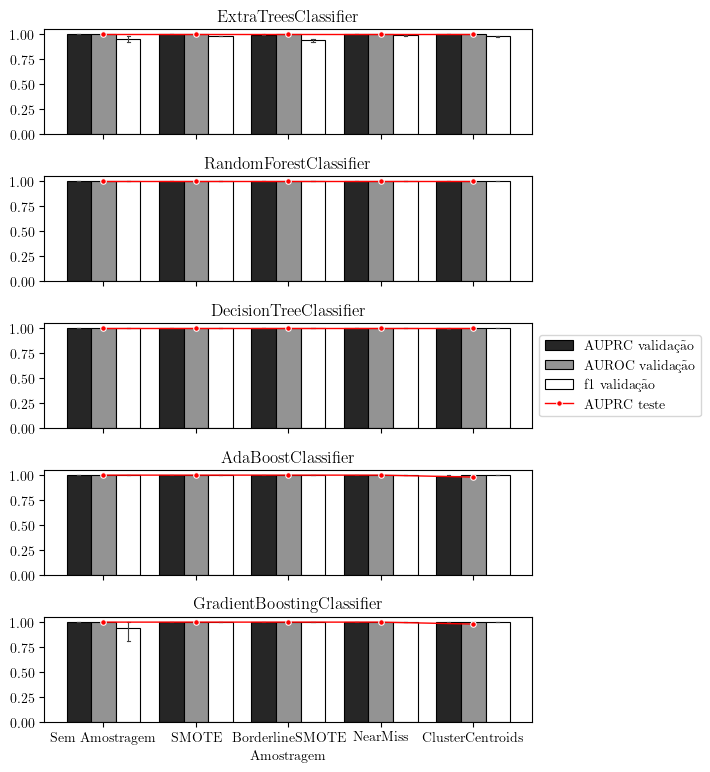 ExtraTreesClassifier
1.00
0.75
0.50
0.25
0.00
RandomForestClassifier
1.00
0.75
0.50
0.25
0.00
DecisionTreeClassifier
1.00
0.75
0.50
0.25
0.00
AUPRC validação
AUROC validação
f1 validação
AUPRC teste
AdaBoostClassifier
1.00
0.75
0.50
0.25
0.00
GradientBoostingClassifier
1.00
0.75
0.50
0.25
0.00
Sem Amostragem SMOTE BorderlineSMOTE NearMiss ClusterCentroids
Amostragem